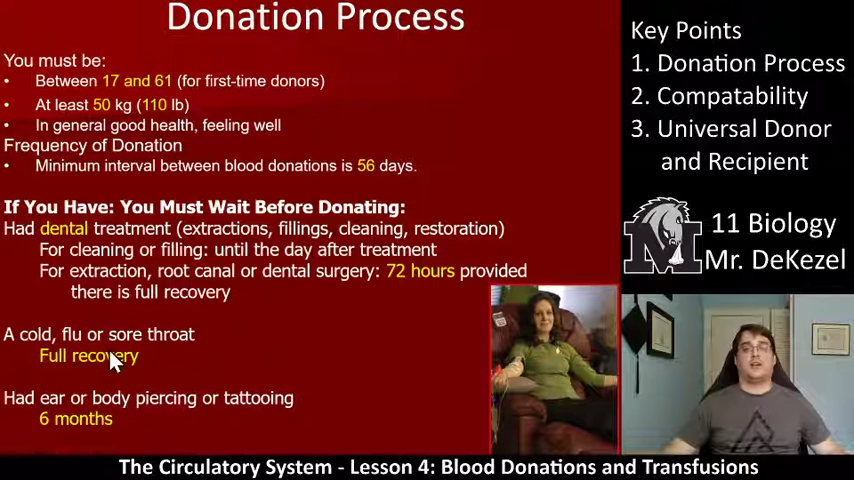 Donation Process
You must be:
• Between 17 and 61 (for first-time donors)
• At least 50 kg (110 lb)
• In general good health, feeling well
Frequency of Donation
• Minimum interval between blood donations is 56 days.
If You Have: You Must Wait Before Donating:
Had dental treatment (extractions, fillings, cleaning, restoration)
For cleaning or filling: until the day after treatment
For extraction, root canal or dental surgery: 72 hours provided
there is full recovery
A cold, flu or sore throat
Full recovery
Had ear or body piercing or tattooing
6 months
Key Points
1. Donation Process
2. Compatability
3. Universal Donor
and Recipient
M
11 Biology
Mr. DeKezel
The Circulatory System - Lesson 4: Blood Donations and Transfusions